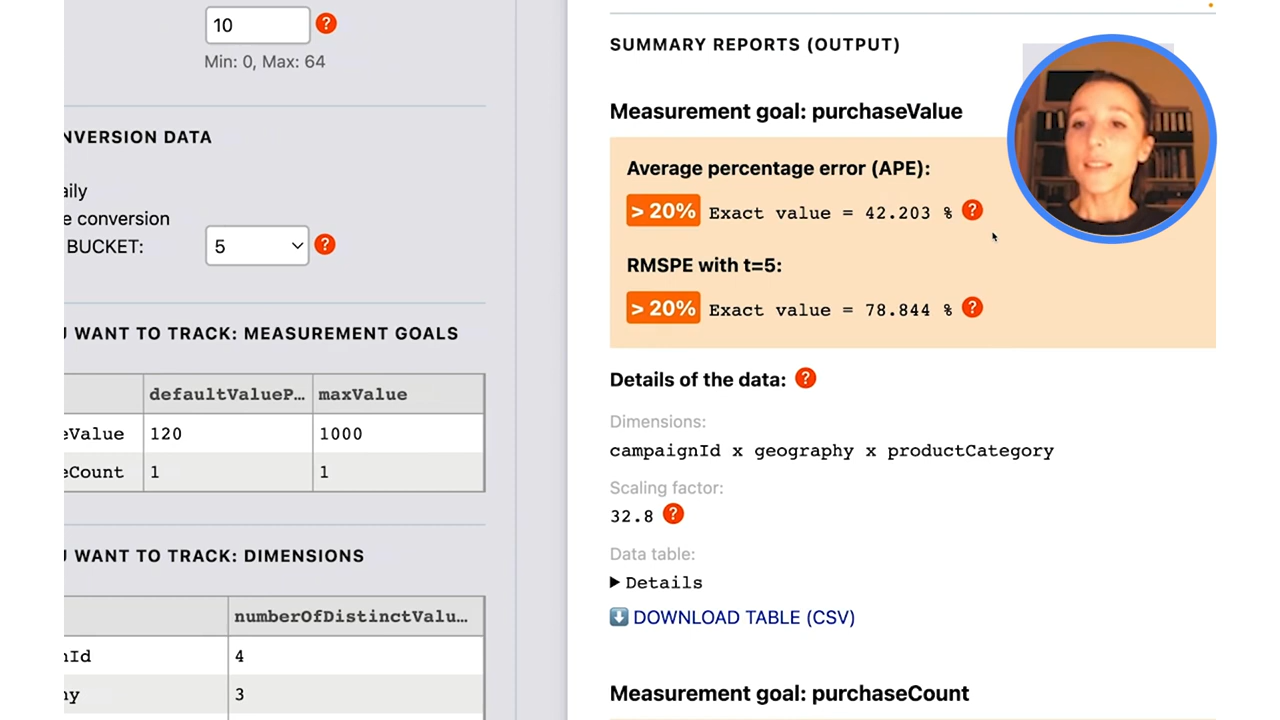 10
?
Min: 0, Max: 64
NVERSION DATA
aily
e conversion
BUCKET:
5
?
WANT TO TRACK: MEASUREMENT GOALS
defaultValueP… maxValue
eValue 120 1000
eCount 1 1
WANT TO TRACK: DIMENSIONS
numberOfDistinctValu…
nId 4
hy 3
SUMMARY REPORTS (OUTPUT)
Measurement goal: purchaseValue
Average percentage error (APE):
> 20% Exact value = 42.203 % ?
RMSPE with t=5:
> 20% Exact value = 78.844 % ?
Details of the data: ?
Dimensions:
campaignId x geography x productCategory
Scaling factor:
32.8 ?
Data table:
▶ Details
⬇ DOWNLOAD TABLE (CSV)
Measurement goal: purchaseCount